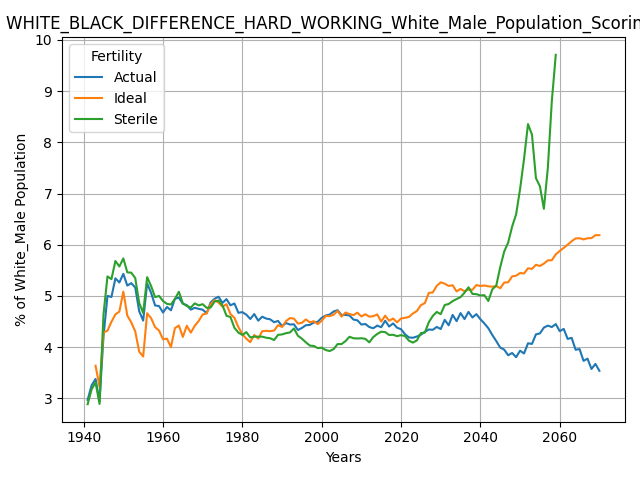 WHITE_BLACK_DIFFERENCE_HARD_WORKING_White_Male_Population_Scorin
Fertility
Actual
Ideal
Sterile
% of White_Male Population
10
9
8
7
6
5
4
3
1940 1960 1980 2000 2020 2040 2060
Years